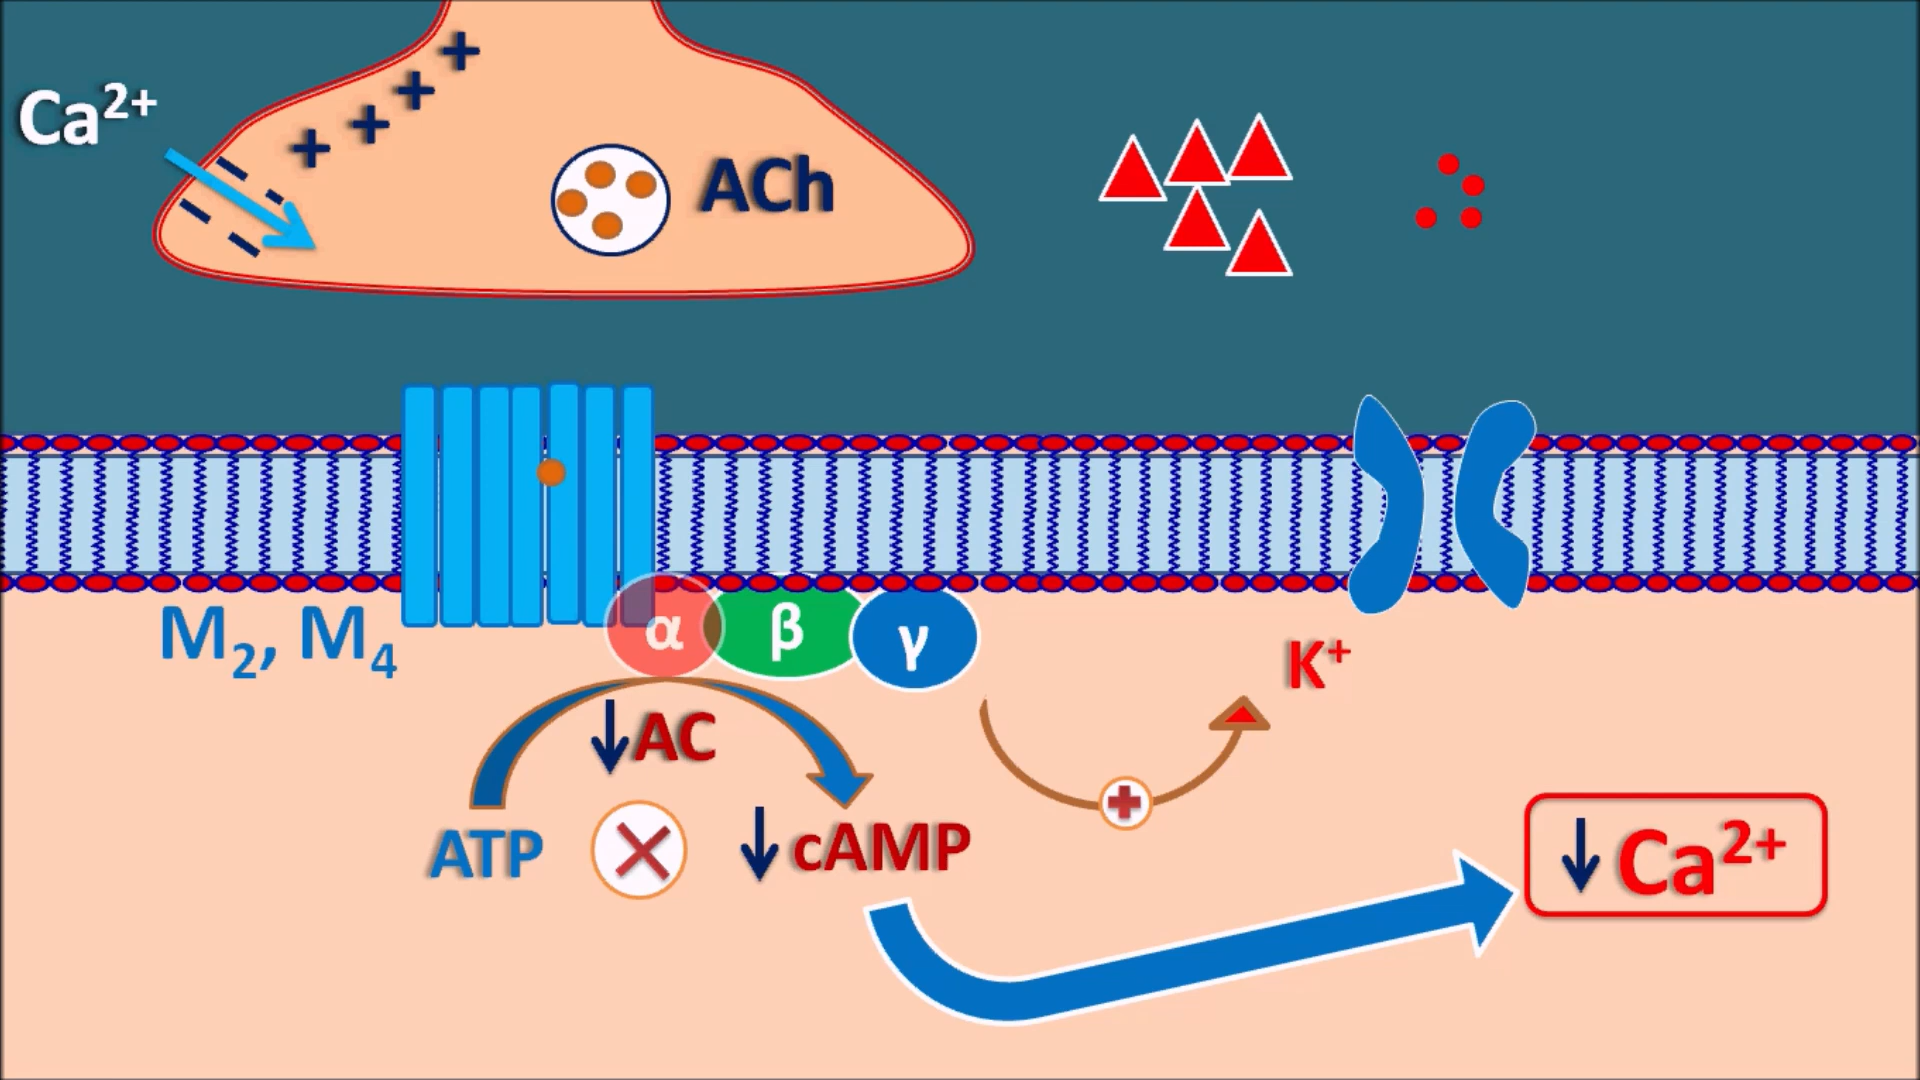 Ca²⁺
+ + + +
ACh
M₂, M₄
α β γ
K⁺
↓AC
ATP
↓cAMP
↓Ca²⁺